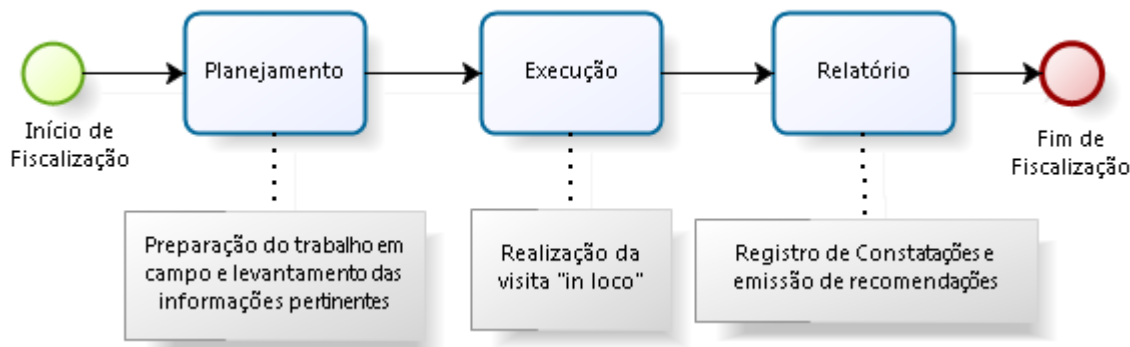 Planejamento
Execução
Relatório
Início de
Fiscalização
Fim de
Fiscalização
Preparação do trabalho em
campo e levantamento das
informações pertinentes
Realização da
visita "in loco"
Registro de Constatações e
emissão de recomendações